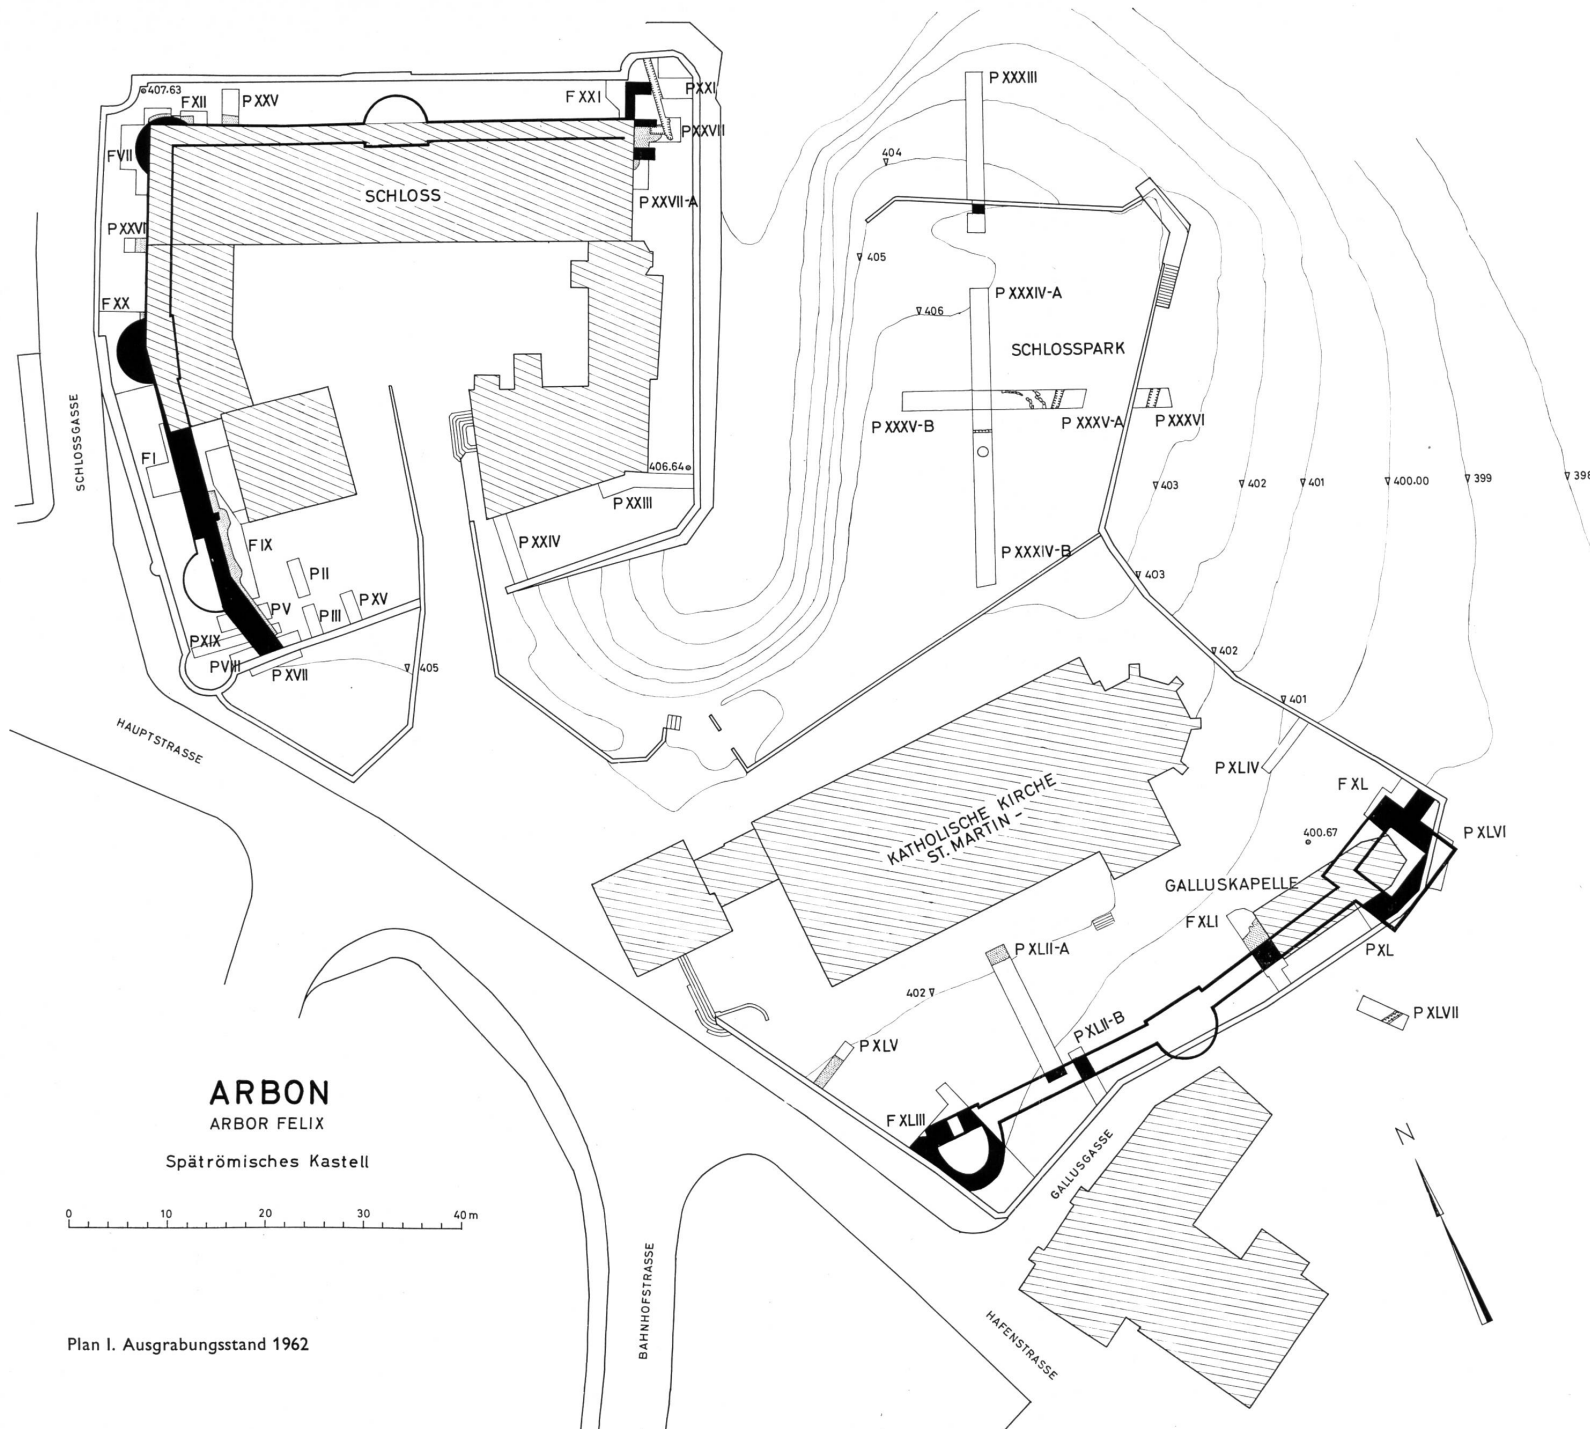 407.63
F XII
P XXV
F XXI
P XXI
P XXXIII
F VII
P XXVII
404
SCHLOSS
P XXVII-A
P XXVI
405
F XX
P XXXIV-A
406
SCHLOSSPARK
SCHLOSSGASSE
P XXXV-B
P XXXV-A
P XXXVI
F I
406.64
403
402
401
400.00
399
398
P XXIII
F IX
P XXIV
P XXXIV-B
P II
403
P V
P III
P XV
P XIX
P VIII
P XVII
405
402
401
HAUPTSTRASSE
P XLIV
F XL
KATHOLISCHE KIRCHE
ST. MARTIN -
400.67
P XLVI
GALLUSKAPELLE
F XLI
P XLII-A
P XL
402
P XLVII
P XLII-B
P XLV
F XLIII
GALLUSGASSE
N
ARBON
ARBOR FELIX
Spätrömisches Kastell
0 10 20 30 40 m
BAHNHOFSTRASSE
HAFENSTRASSE
Plan I. Ausgrabungsstand 1962